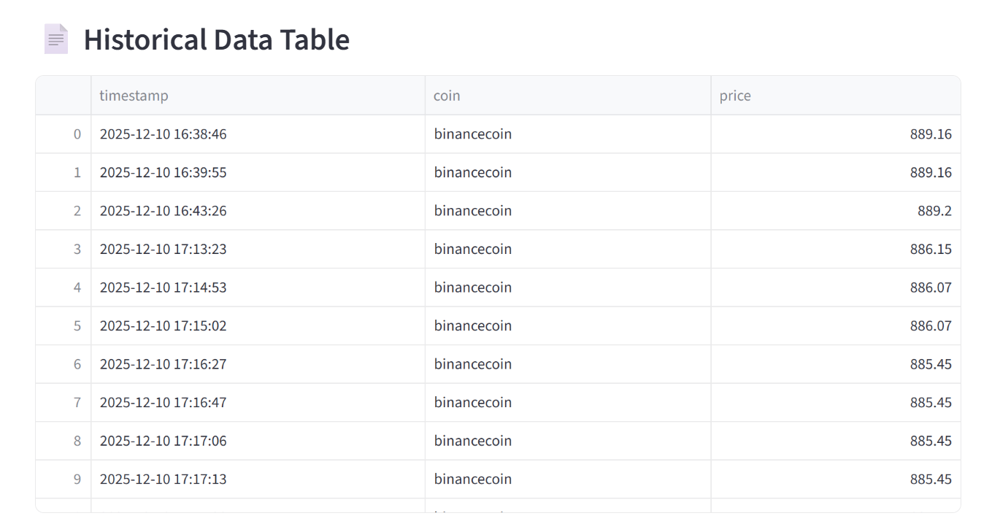 Historical Data Table
timestamp coin price
0 2025-12-10 16:38:46 binancecoin 889.16
1 2025-12-10 16:39:55 binancecoin 889.16
2 2025-12-10 16:43:26 binancecoin 889.2
3 2025-12-10 17:13:23 binancecoin 886.15
4 2025-12-10 17:14:53 binancecoin 886.07
5 2025-12-10 17:15:02 binancecoin 886.07
6 2025-12-10 17:16:27 binancecoin 885.45
7 2025-12-10 17:16:47 binancecoin 885.45
8 2025-12-10 17:17:06 binancecoin 885.45
9 2025-12-10 17:17:13 binancecoin 885.45